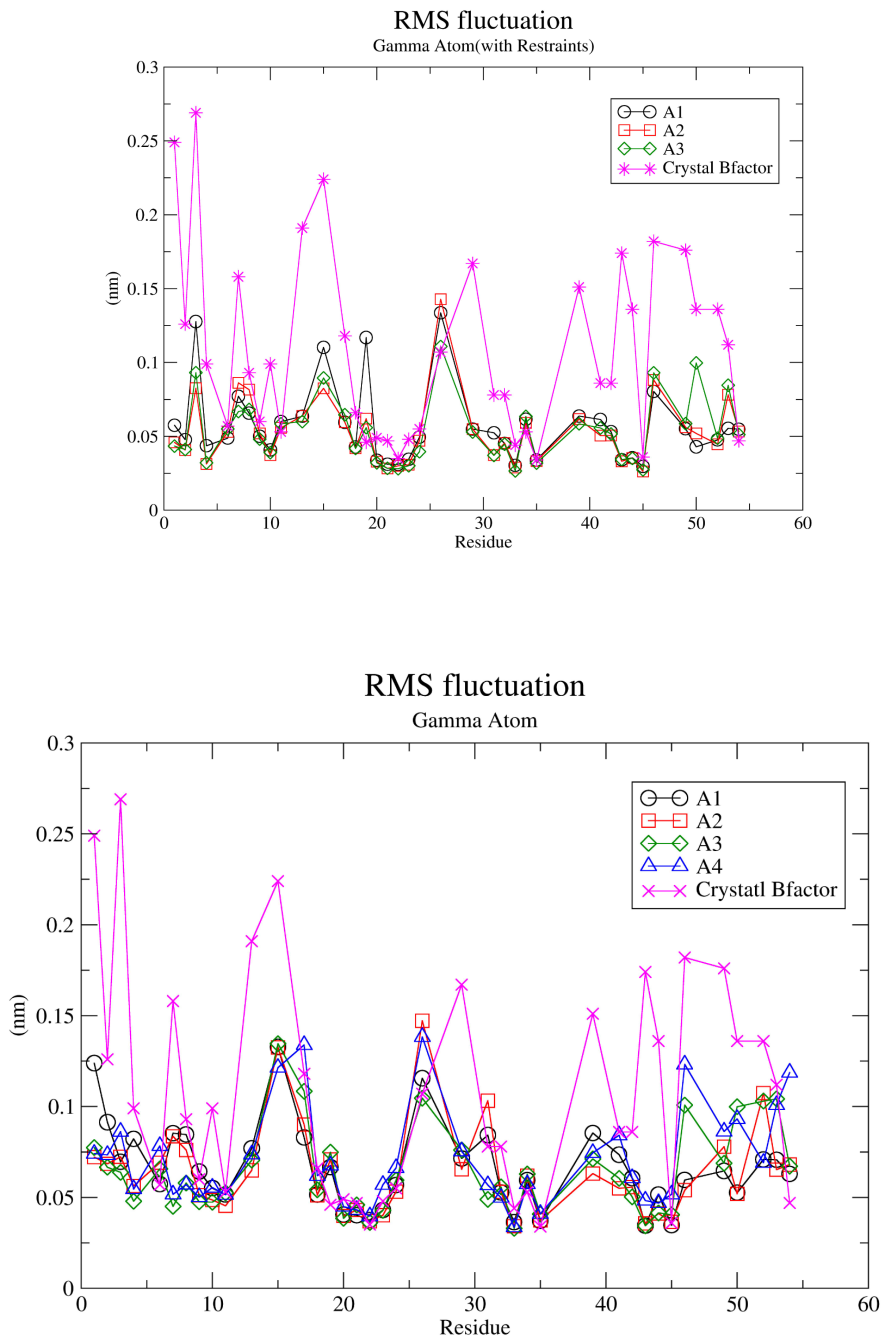 RMS fluctuation
Gamma Atom(with Restraints)
0.3
0.25
0.2
0.15
0.1
0.05
0
(nm)
A1
A2
A3
Crystal Bfactor
0 10 20 30 40 50 60
Residue
RMS fluctuation
Gamma Atom
0.3
0.25
0.2
0.15
0.1
0.05
0
(nm)
A1
A2
A3
A4
Crystatl Bfactor
0 10 20 30 40 50 60
Residue